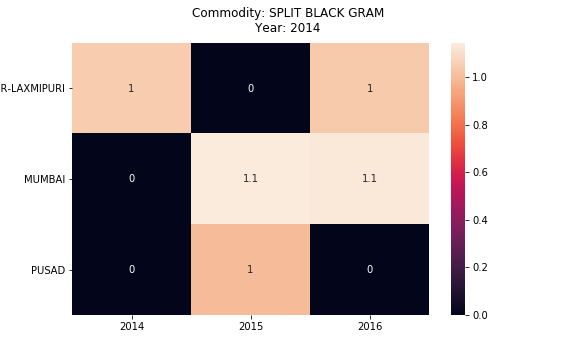 Commodity: SPLIT BLACK GRAM
Year: 2014
R-LAXMIPURI 1 0 1
MUMBAI 0 1.1 1.1
PUSAD 0 1 0
2014 2015 2016
1.0
0.8
0.6
0.4
0.2
0.0